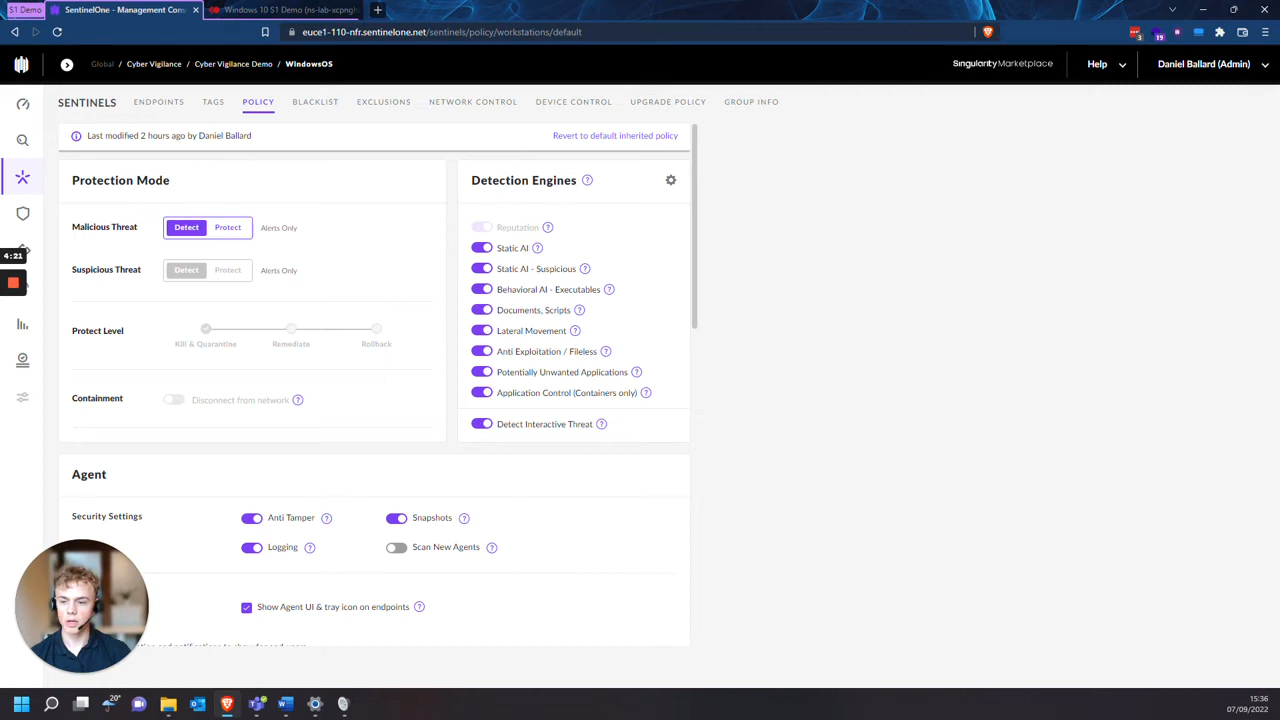 S1 Demo
SentinelOne - Management Con
Windows 10 S1 Demo (ns-lab-xcpngh
euce1-110-nfr.sentinelone.net/sentinels/policy/workstations/default
3
19
Global / Cyber Vigilance / Cyber Vigilance Demo / WindowsOS
Singularity Marketplace
Help
Daniel Ballard (Admin)
SENTINELS ENDPOINTS TAGS POLICY BLACKLIST EXCLUSIONS NETWORK CONTROL DEVICE CONTROL UPGRADE POLICY GROUP INFO
Last modified 2 hours ago by Daniel Ballard
Revert to default inherited policy
Protection Mode
Malicious Threat Detect Protect Alerts Only
Suspicious Threat Detect Protect Alerts Only
Protect Level
Kill & Quarantine Remediate Rollback
Containment Disconnect from network
Detection Engines
Reputation
Static AI
Static AI - Suspicious
Behavioral AI - Executables
Documents, Scripts
Lateral Movement
Anti Exploitation / Fileless
Potentially Unwanted Applications
Application Control (Containers only)
Detect Interactive Threat
4:21
Agent
Security Settings Anti Tamper Snapshots
Logging Scan New Agents
Show Agent UI & tray icon on endpoints
20°
15:36
07/09/2022